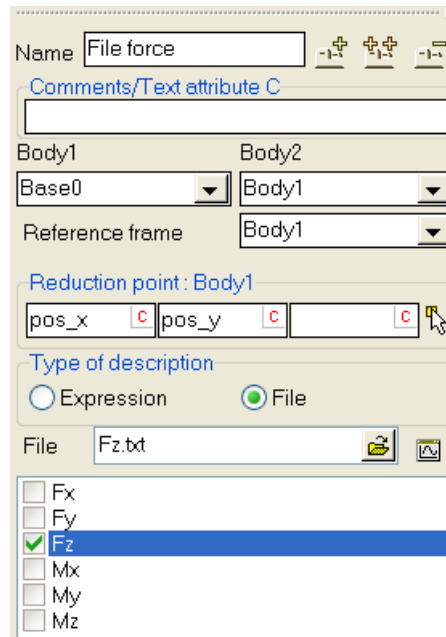 Name File force
Comments/Text attribute C
Body1 Body2
Base0 Body1
Reference frame Body1
Reduction point : Body1
pos_x C pos_y C C
Type of description
Expression File
File Fz.txt
Fx
Fy
Fz
Mx
My
Mz